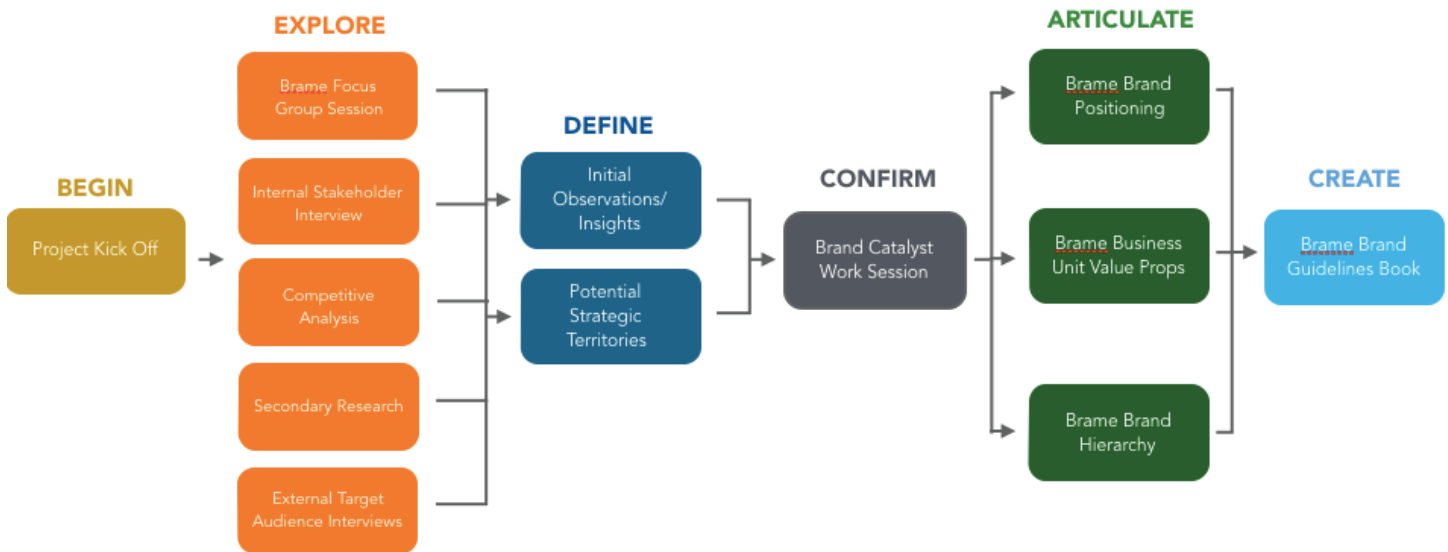 BEGIN
Project Kick Off
EXPLORE
Brame Focus
Group Session
Internal Stakeholder
Interview
Competitive
Analysis
Secondary Research
External Target
Audience Interviews
DEFINE
Initial
Observations/
Insights
Potential
Strategic
Territories
CONFIRM
Brand Catalyst
Work Session
ARTICULATE
Brame Brand
Positioning
Brame Business
Unit Value Props
Brame Brand
Hierarchy
CREATE
Brame Brand
Guidelines Book